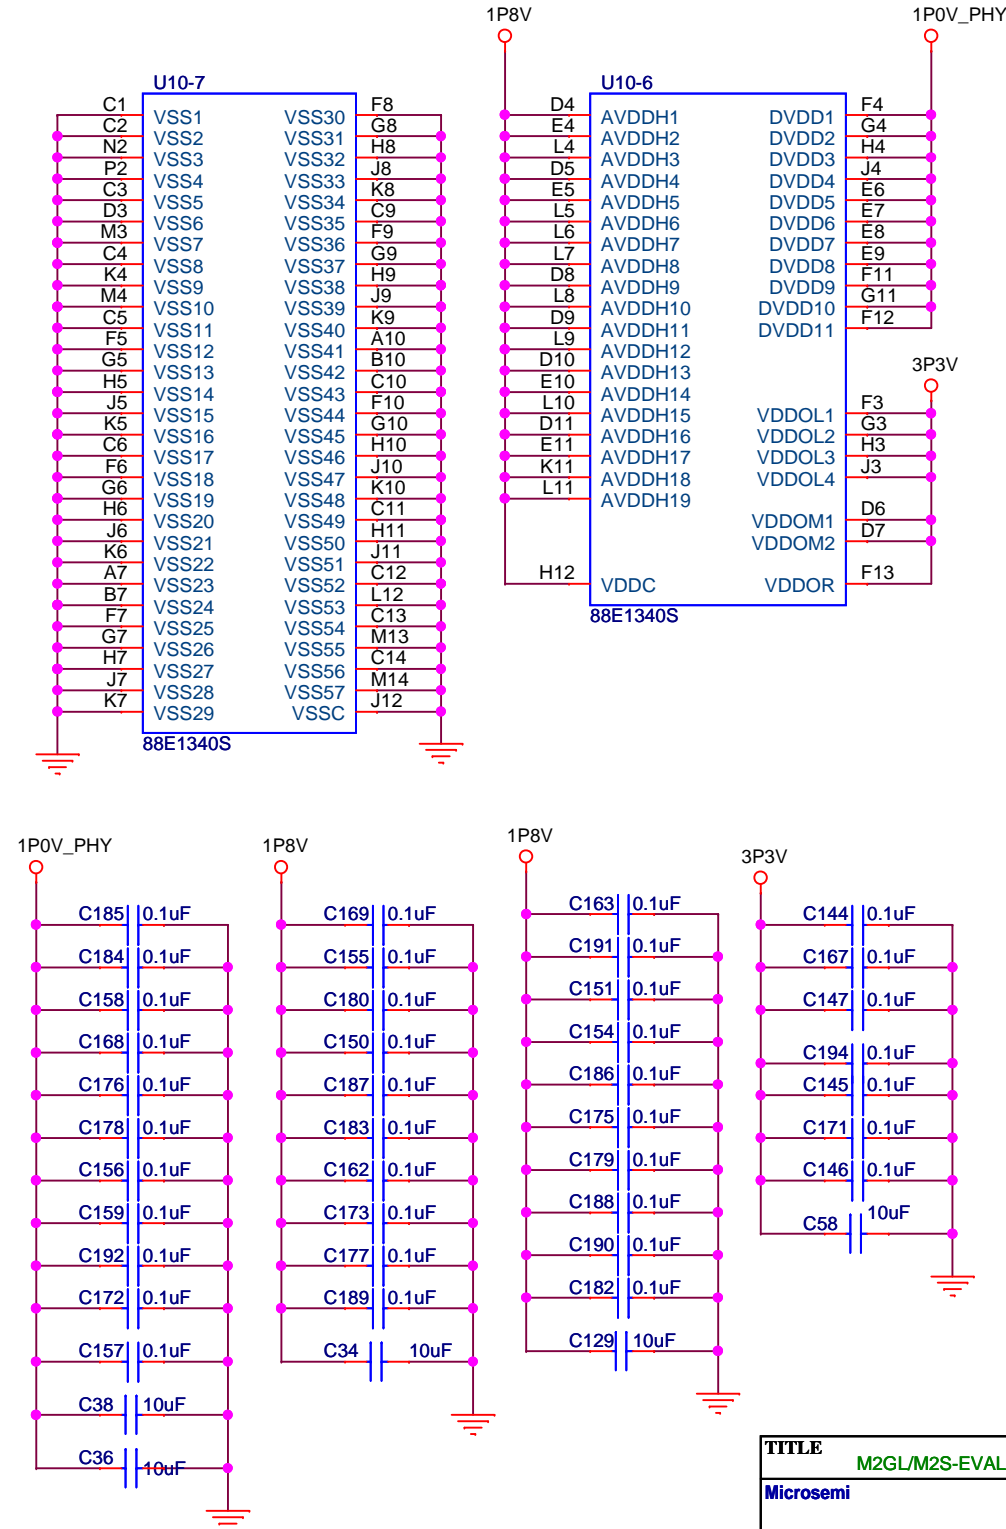 1P8V
1P0V_PHY
U10-7
U10-6
C1 VSS1 VSS30 F8
C2 VSS2 VSS31 G8
N2 VSS3 VSS32 H8
P2 VSS4 VSS33 J8
C3 VSS5 VSS34 K8
D3 VSS6 VSS35 C9
M3 VSS7 VSS36 F9
C4 VSS8 VSS37 G9
K4 VSS9 VSS38 H9
M4 VSS10 VSS39 J9
C5 VSS11 VSS40 K9
F5 VSS12 VSS41 A10
G5 VSS13 VSS42 B10
H5 VSS14 VSS43 C10
J5 VSS15 VSS44 F10
K5 VSS16 VSS45 G10
C6 VSS17 VSS46 H10
F6 VSS18 VSS47 J10
G6 VSS19 VSS48 K10
H6 VSS20 VSS49 C11
J6 VSS21 VSS50 H11
K6 VSS22 VSS51 J11
A7 VSS23 VSS52 C12
B7 VSS24 VSS53 L12
F7 VSS25 VSS54 C13
G7 VSS26 VSS55 M13
H7 VSS27 VSS56 C14
J7 VSS28 VSS57 M14
K7 VSS29 VSSC J12
88E1340S
D4 AVDDH1 DVDD1 F4
E4 AVDDH2 DVDD2 G4
L4 AVDDH3 DVDD3 H4
D5 AVDDH4 DVDD4 J4
E5 AVDDH5 DVDD5 E6
L5 AVDDH6 DVDD6 E7
L6 AVDDH7 DVDD7 E8
L7 AVDDH8 DVDD8 E9
D8 AVDDH9 DVDD9 F11
L8 AVDDH10 DVDD10 G11
D9 AVDDH11 DVDD11 F12
L9 AVDDH12
D10 AVDDH13
3P3V
E10 AVDDH14
L10 AVDDH15 VDDOL1 F3
D11 AVDDH16 VDDOL2 G3
E11 AVDDH17 VDDOL3 H3
K11 AVDDH18 VDDOL4 J3
L11 AVDDH19
VDDOM1 D6
VDDOM2 D7
H12 VDDC VDDOR F13
88E1340S
1P0V_PHY
C185 0.1uF
C184 0.1uF
C158 0.1uF
C168 0.1uF
C176 0.1uF
C178 0.1uF
C156 0.1uF
C159 0.1uF
C192 0.1uF
C172 0.1uF
C157 0.1uF
C38 10uF
C36 10uF
1P8V
C169 0.1uF
C155 0.1uF
C180 0.1uF
C150 0.1uF
C187 0.1uF
C183 0.1uF
C162 0.1uF
C173 0.1uF
C177 0.1uF
C189 0.1uF
C34 10uF
1P8V
C163 0.1uF
C191 0.1uF
C151 0.1uF
C154 0.1uF
C186 0.1uF
C175 0.1uF
C179 0.1uF
C188 0.1uF
C190 0.1uF
C182 0.1uF
C129 10uF
3P3V
C144 0.1uF
C167 0.1uF
C147 0.1uF
C194 0.1uF
C145 0.1uF
C171 0.1uF
C146 0.1uF
C58 10uF
TITLE
M2GL/M2S-EVAL
Microsemi